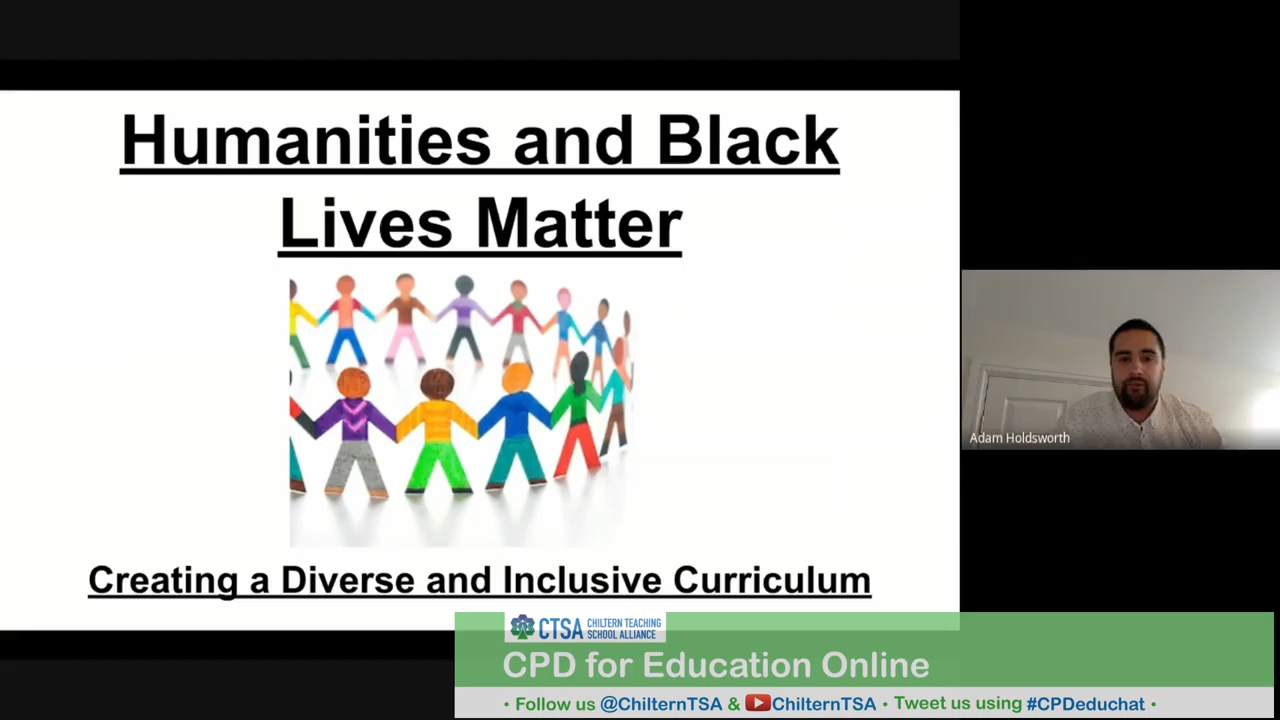 Humanities and Black
Lives Matter
Creating a Diverse and Inclusive Curriculum
Adam Holdsworth
CTSA CHILTERN TEACHING
SCHOOL ALLIANCE
CPD for Education Online
• Follow us @ChilternTSA & ChilternTSA • Tweet us using #CPDeduchat •